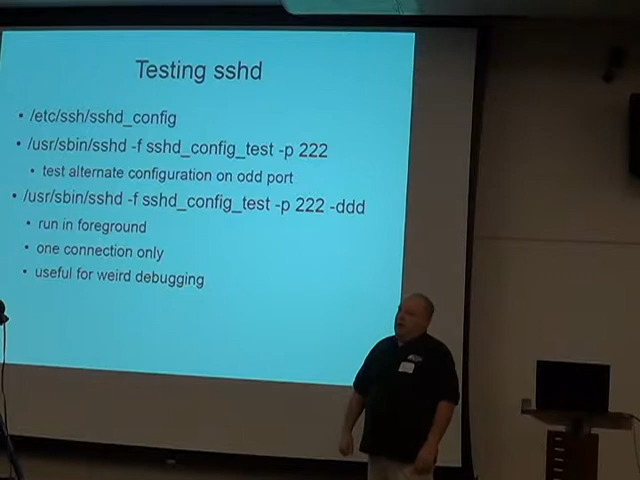 Testing sshd
• /etc/ssh/sshd_config
• /usr/sbin/sshd -f sshd_config_test -p 222
• test alternate configuration on odd port
• /usr/sbin/sshd -f sshd_config_test -p 222 -ddd
• run in foreground
• one connection only
• useful for weird debugging